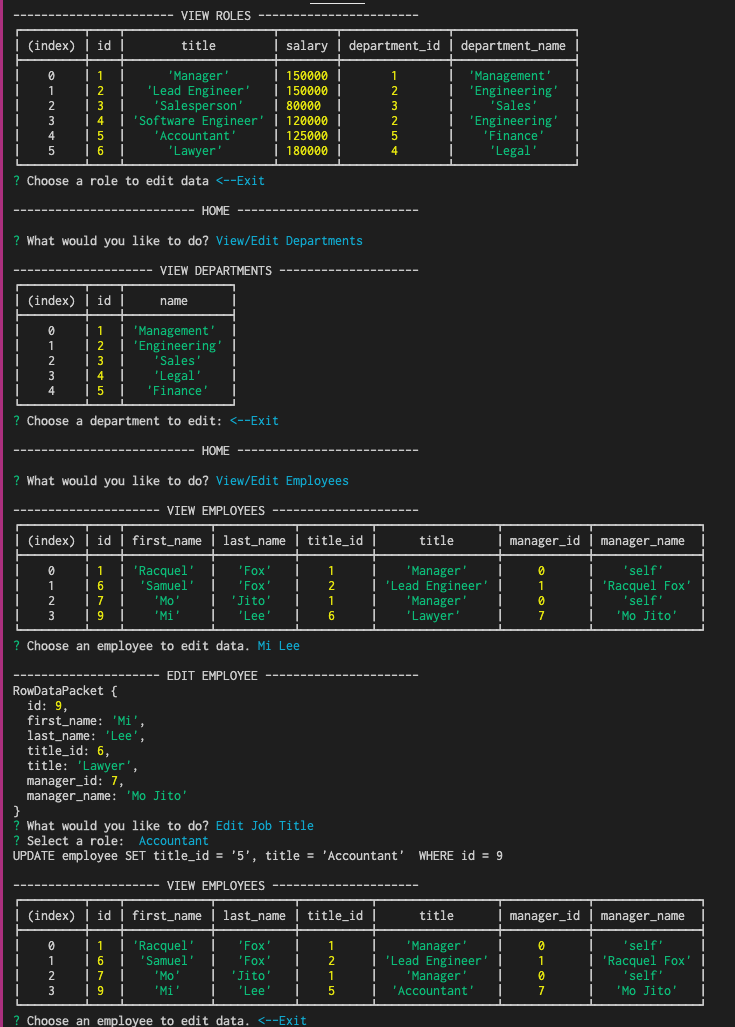 -------------------------- VIEW ROLES -----------------------
(index) | id | title | salary | department_id | department_name
0 | 1 | 'Manager' | 150000 | 1 | 'Management'
1 | 2 | 'Lead Engineer' | 150000 | 2 | 'Engineering'
2 | 3 | 'Salesperson' | 80000 | 3 | 'Sales'
3 | 4 | 'Software Engineer' | 120000 | 2 | 'Engineering'
4 | 5 | 'Accountant' | 125000 | 5 | 'Finance'
5 | 6 | 'Lawyer' | 180000 | 4 | 'Legal'
? Choose a role to edit data <--Exit
-------------------------- HOME --------------------------
? What would you like to do? View/Edit Departments
-------------------- VIEW DEPARTMENTS --------------------
(index) | id | name
0 | 1 | 'Management'
1 | 2 | 'Engineering'
2 | 3 | 'Sales'
3 | 4 | 'Legal'
4 | 5 | 'Finance'
? Choose a department to edit: <--Exit
-------------------------- HOME --------------------------
? What would you like to do? View/Edit Employees
--------------------- VIEW EMPLOYEES ---------------------
(index) | id | first_name | last_name | title_id | title | manager_id | manager_name
0 | 1 | 'Racquel' | 'Fox' | 1 | 'Manager' | 0 | 'self'
1 | 6 | 'Samuel' | 'Fox' | 2 | 'Lead Engineer' | 1 | 'Racquel Fox'
2 | 7 | 'Mo' | 'Jito' | 1 | 'Manager' | 0 | 'self'
3 | 9 | 'Mi' | 'Lee' | 6 | 'Lawyer' | 7 | 'Mo Jito'
? Choose an employee to edit data. Mi Lee
--------------------- EDIT EMPLOYEE ----------------------
RowDataPacket {
  id: 9,
  first_name: 'Mi',
  last_name: 'Lee',
  title_id: 6,
  title: 'Lawyer',
  manager_id: 7,
  manager_name: 'Mo Jito'
}
? What would you like to do? Edit Job Title
? Select a role:  Accountant
UPDATE employee SET title_id = '5', title = 'Accountant'  WHERE id = 9
--------------------- VIEW EMPLOYEES ---------------------
(index) | id | first_name | last_name | title_id | title | manager_id | manager_name
0 | 1 | 'Racquel' | 'Fox' | 1 | 'Manager' | 0 | 'self'
1 | 6 | 'Samuel' | 'Fox' | 2 | 'Lead Engineer' | 1 | 'Racquel Fox'
2 | 7 | 'Mo' | 'Jito' | 1 | 'Manager' | 0 | 'self'
3 | 9 | 'Mi' | 'Lee' | 5 | 'Accountant' | 7 | 'Mo Jito'
? Choose an employee to edit data. <--Exit